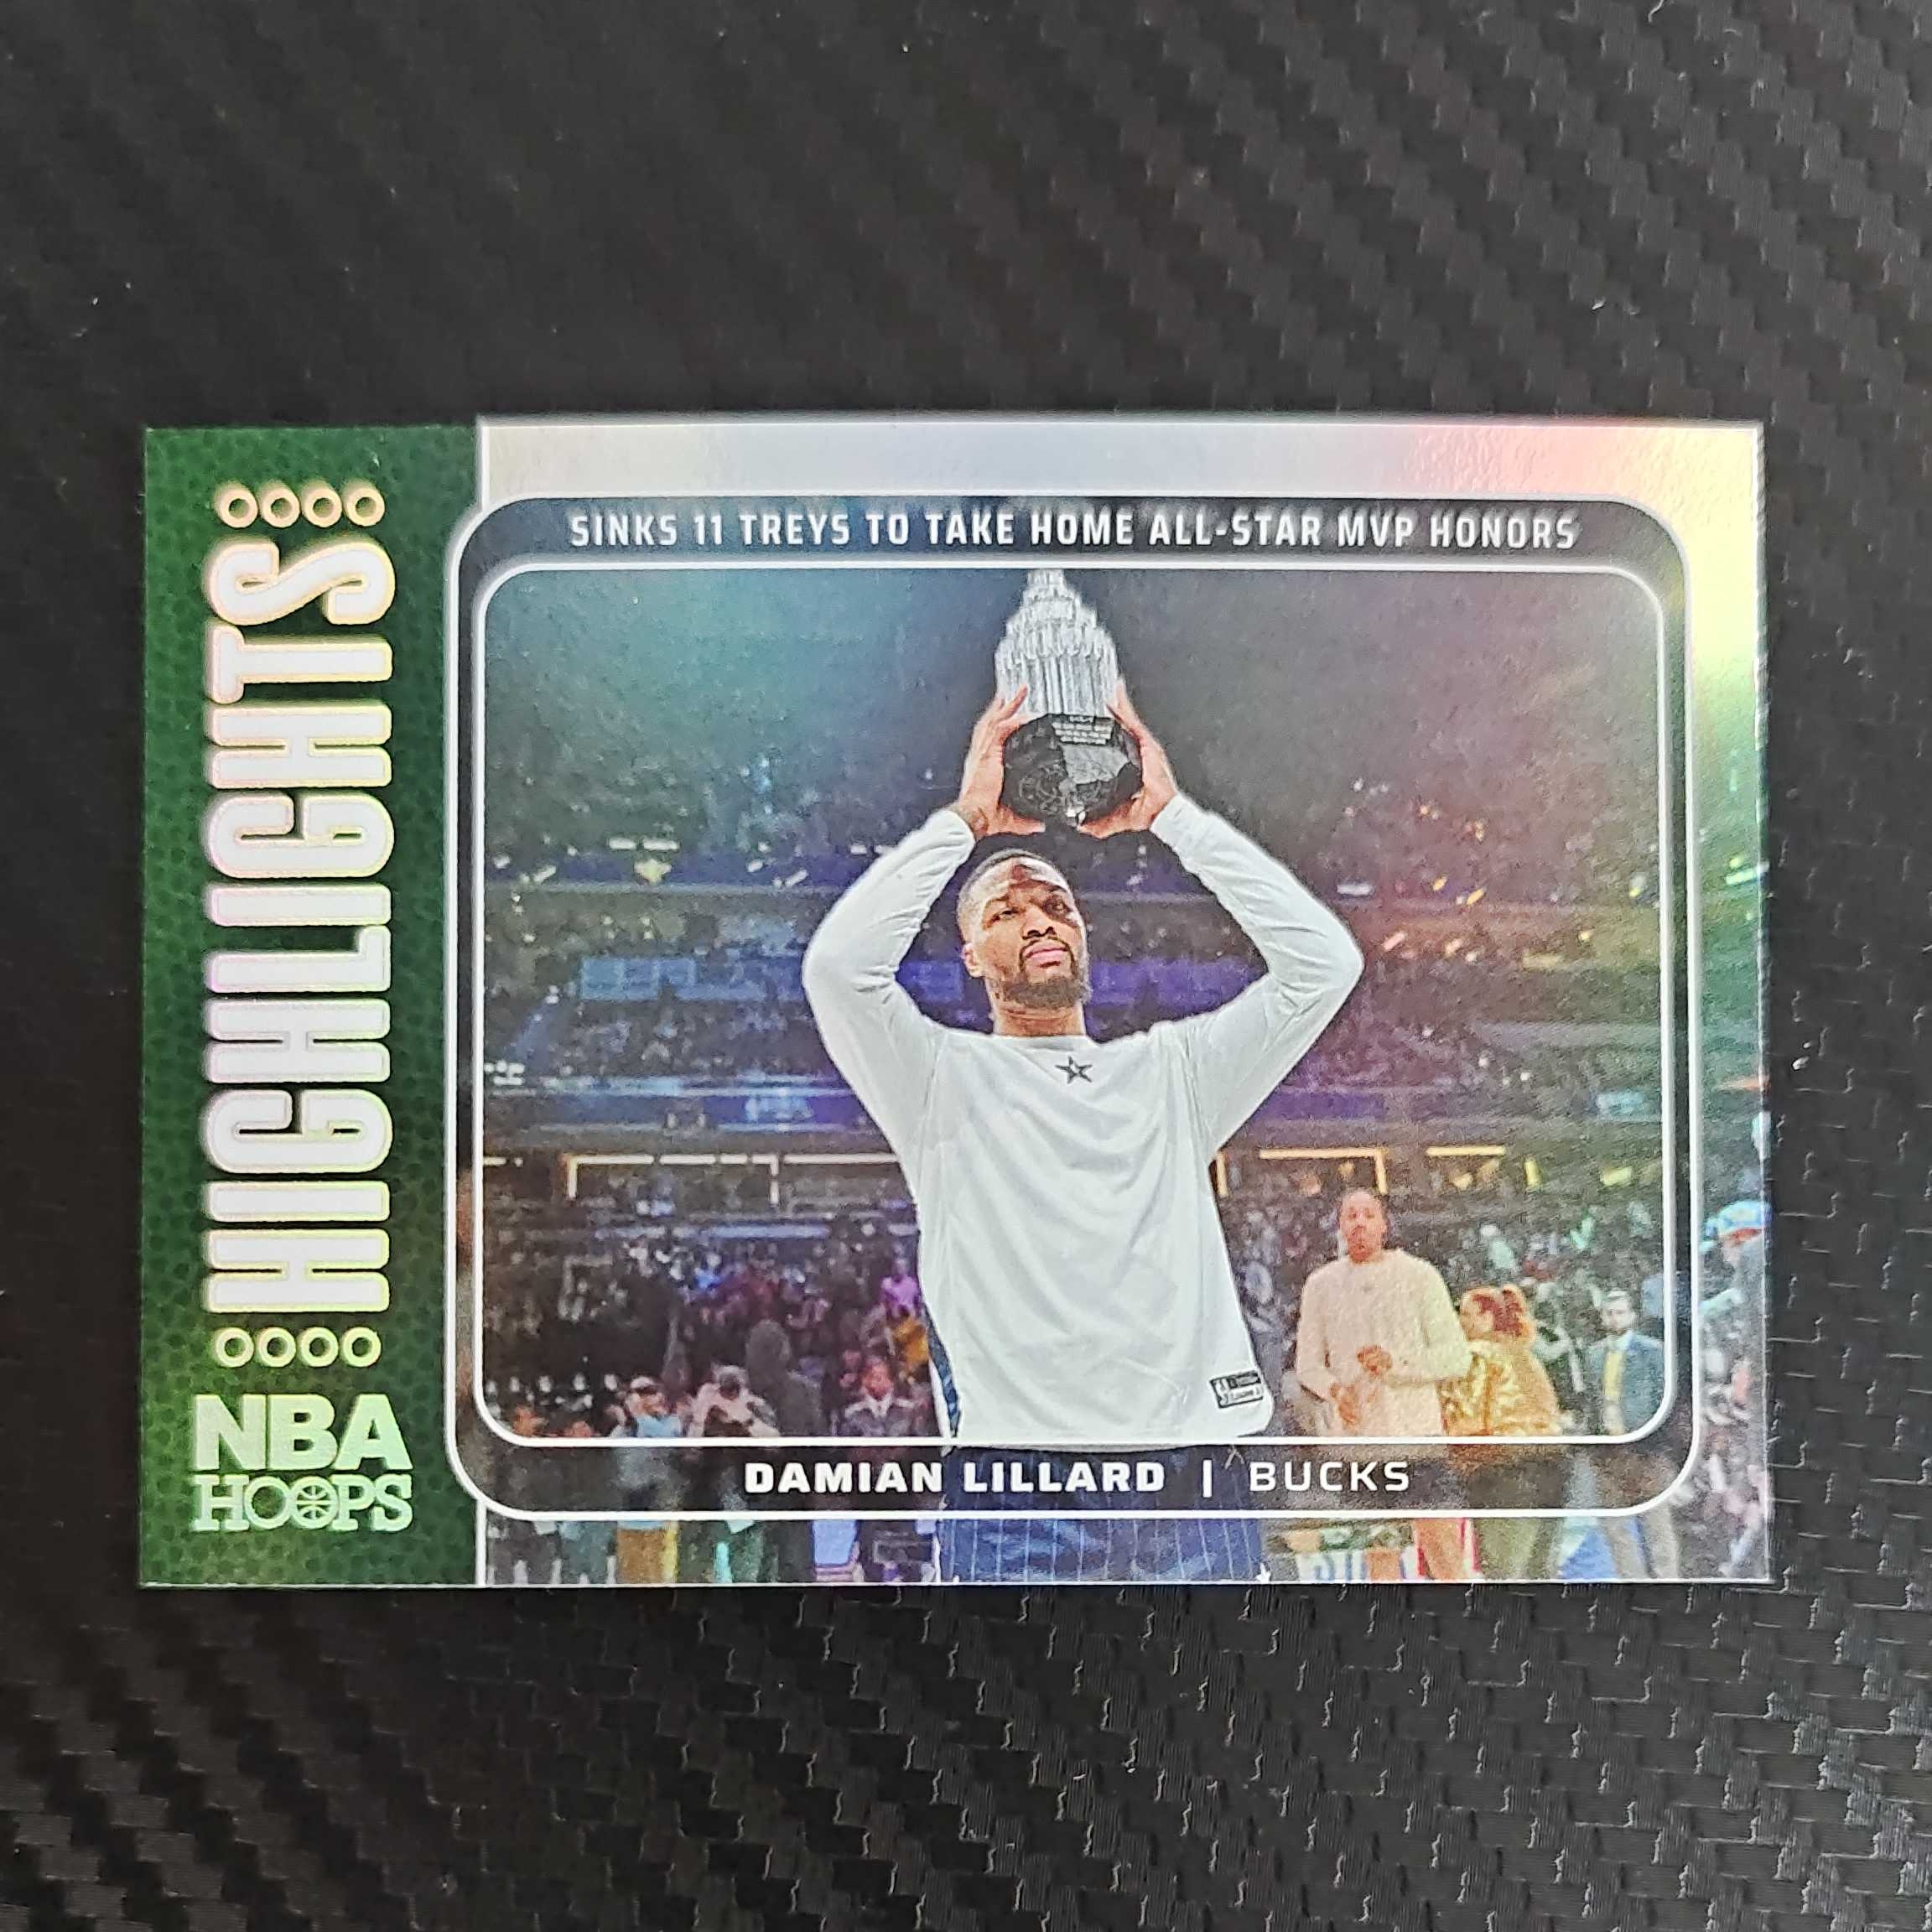 SINKS 11 TREYS TO TAKE HOME ALL-STAR MVP HONORS
HIGHLIGHTS
NBA
HOOPS
DAMIAN LILLARD | BUCKS